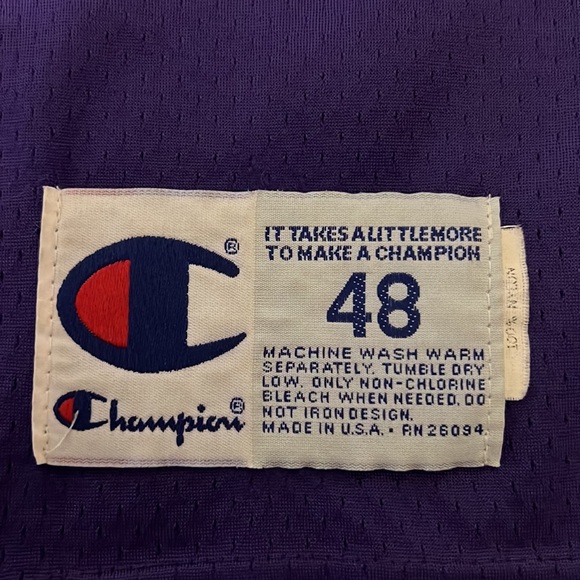 Champion®
IT TAKES A LITTLE MORE
TO MAKE A CHAMPION
48
MACHINE WASH WARM
SEPARATELY. TUMBLE DRY
LOW. ONLY NON-CHLORINE
BLEACH WHEN NEEDED. DO
NOT IRON DESIGN.
MADE IN U.S.A. • RN 26094
100% NYLON